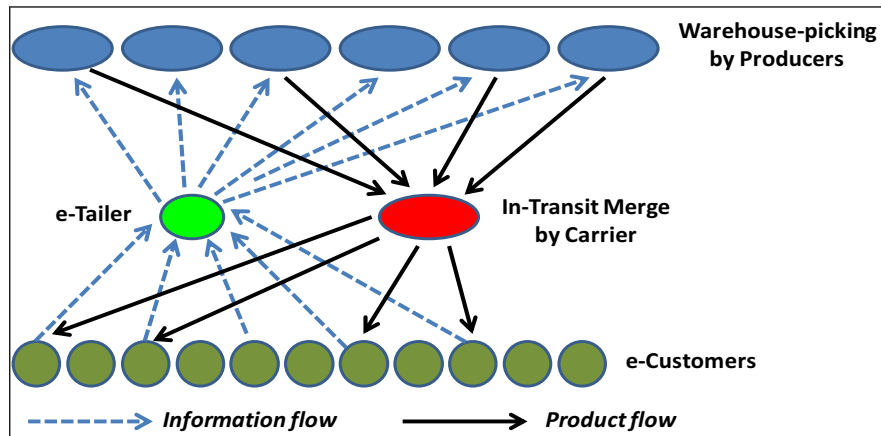 Warehouse-picking
by Producers
e-Tailer
In-Transit Merge
by Carrier
e-Customers
Information flow
Product flow